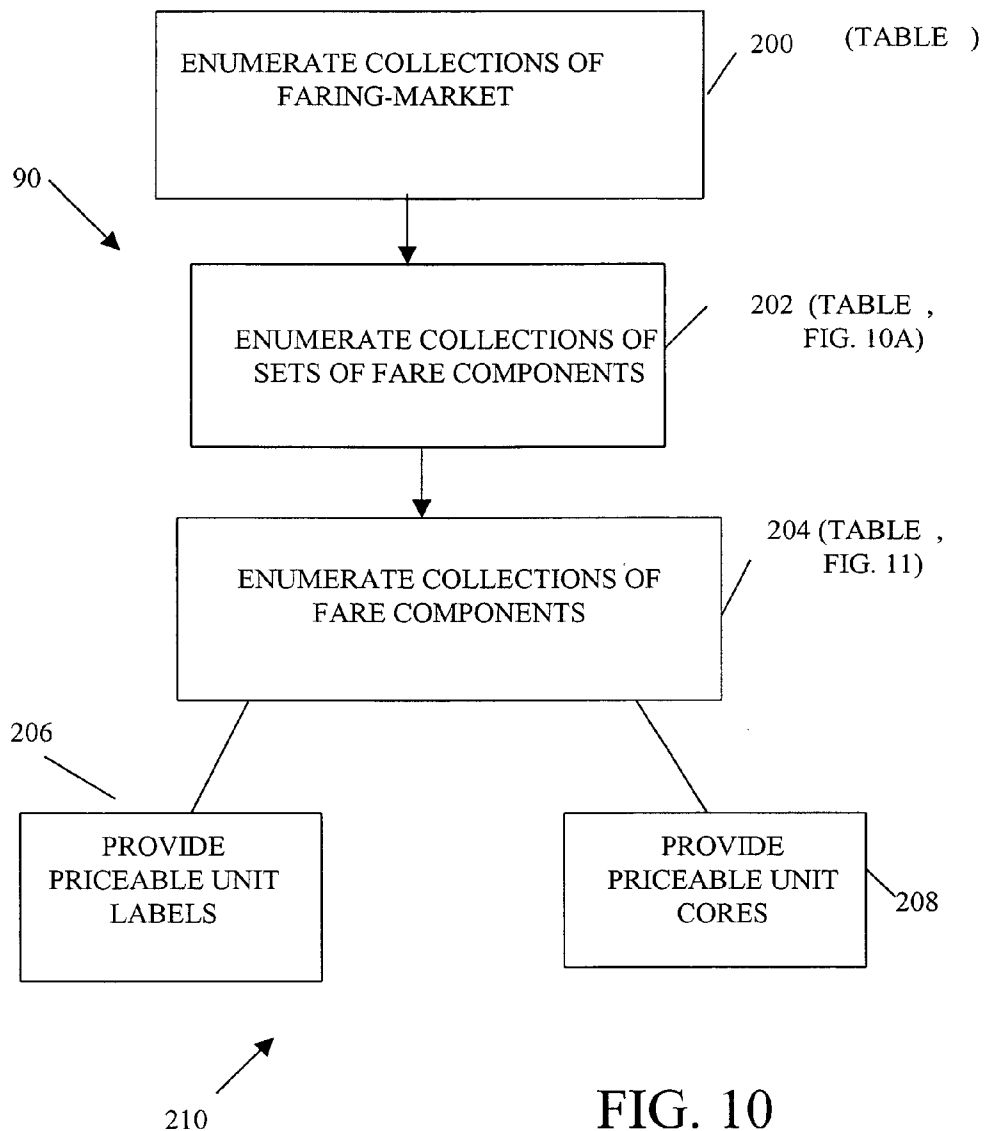 ENUMERATE COLLECTIONS OF
FARING-MARKET
200 (TABLE )
90
ENUMERATE COLLECTIONS OF
SETS OF FARE COMPONENTS
202 (TABLE ,
FIG. 10A)
ENUMERATE COLLECTIONS OF
FARE COMPONENTS
204 (TABLE ,
FIG. 11)
206
PROVIDE
PRICEABLE UNIT
LABELS
PROVIDE
PRICEABLE UNIT
CORES
208
210
FIG. 10